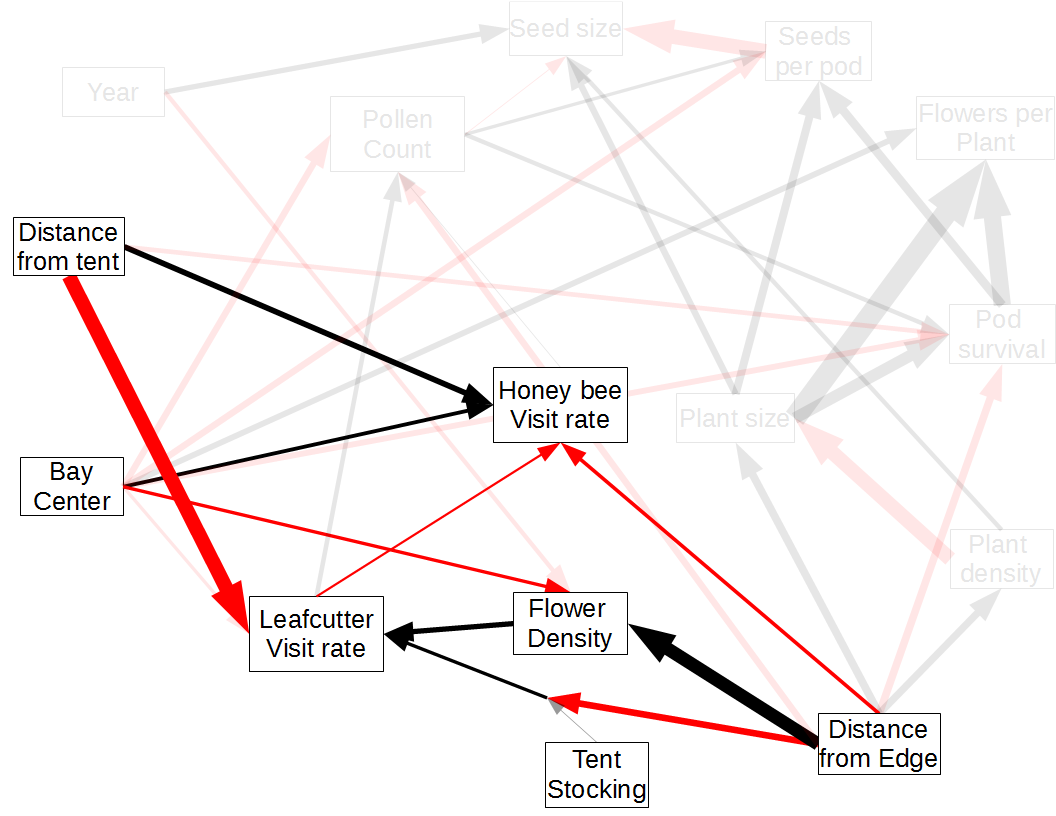 Seed size
Seeds
per pod
Year
Pollen
Count
Flowers per
Plant
Distance
from tent
Pod
survival
Honey bee
Visit rate
Plant size
Bay
Center
Plant
density
Leafcutter
Visit rate
Flower
Density
Distance
from Edge
Tent
Stocking